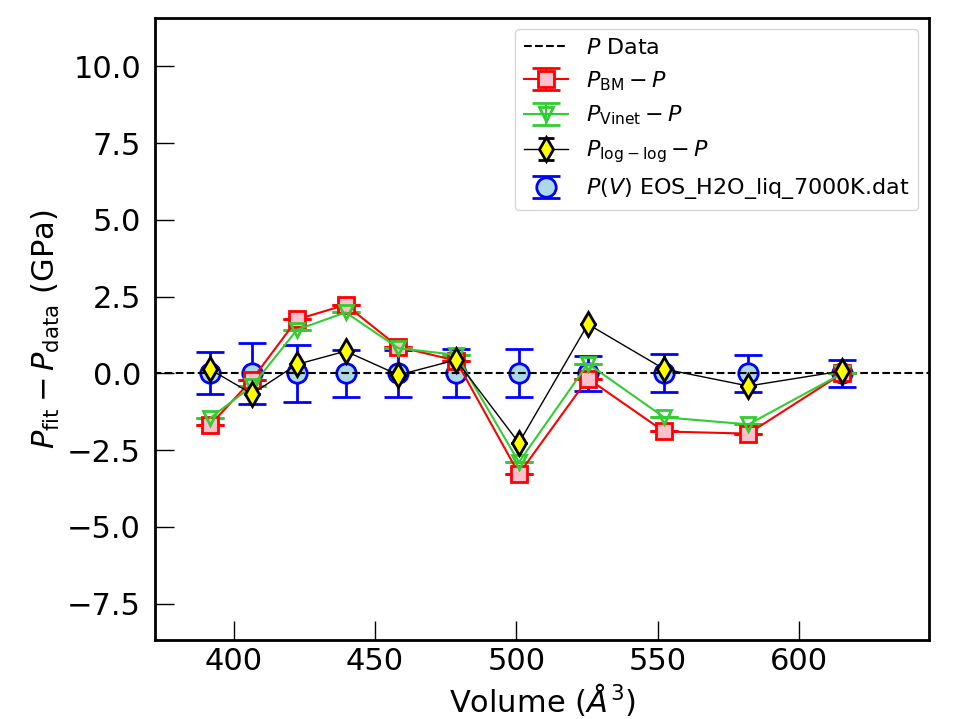 P Data
P_BM − P
P_Vinet − P
P_log−log − P
P(V) EOS_H2O_liq_7000K.dat
10.0
7.5
5.0
2.5
0.0
−2.5
−5.0
−7.5
P_fit − P_data (GPa)
400 450 500 550 600
Volume (Å³)